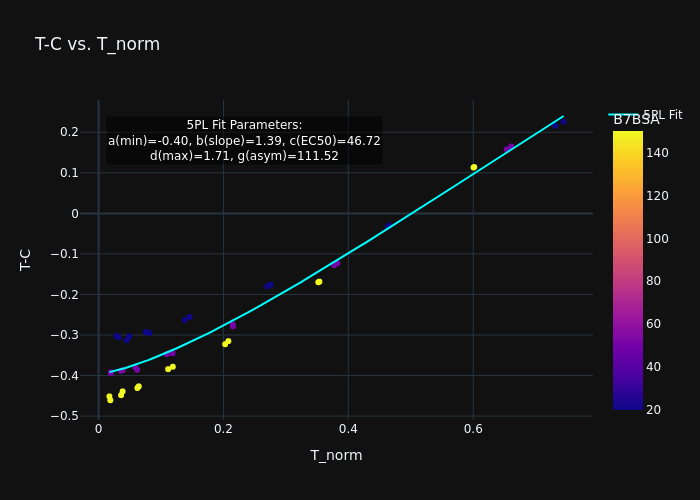 T-C vs. T_norm
5PL Fit Parameters:
a(min)=-0.40, b(slope)=1.39, c(EC50)=46.72
d(max)=1.71, g(asym)=111.52
5PL Fit
B7BSA
140
120
100
80
60
40
20
0.2
0.1
0
−0.1
−0.2
−0.3
−0.4
−0.5
T-C
0
0.2
0.4
0.6
T_norm